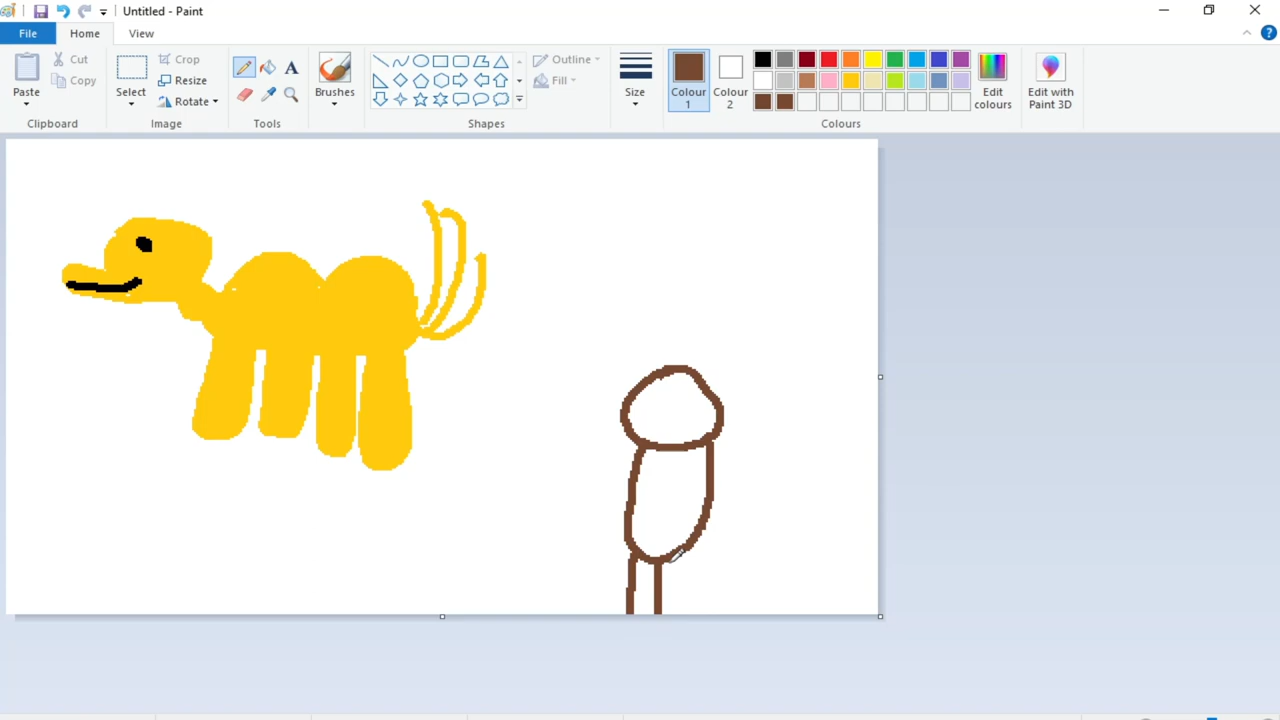 Untitled - Paint
File Home View
Paste
Cut
Copy
Clipboard
Select
Crop
Resize
Rotate
Image
A
Tools
Brushes
Outline
Fill
Shapes
Size
Colour 1
Colour 2
Edit colours
Colours
Edit with Paint 3D